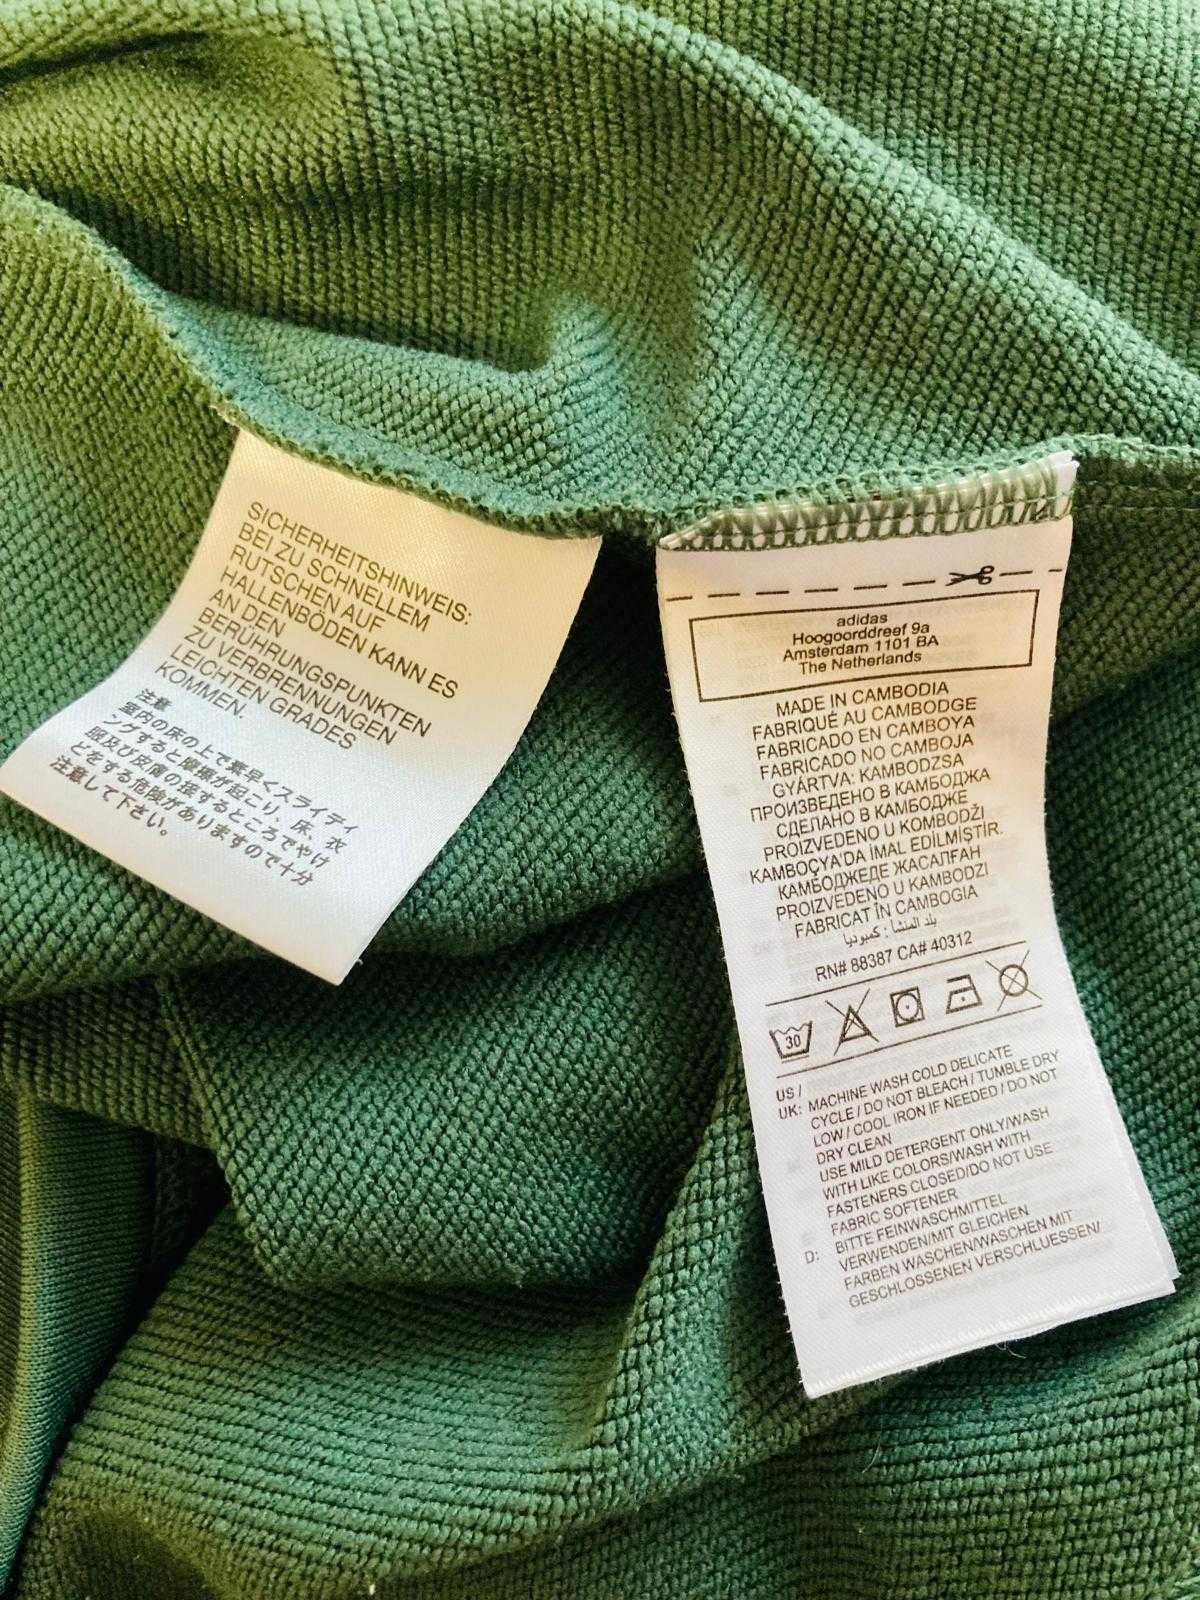 SICHERHEITSHINWEIS:
BEI ZU SCHNELLEM
RUTSCHEN AUF
HALLENBÖDEN KANN ES
AN DEN
BERÜHRUNGSPUNKTEN
ZU VERBRENNUNGEN
LEICHTEN GRADES
KOMMEN.
注意
室内の床の上で素早くスライディ
ングすると摩擦が起こり、床、衣
服及び皮膚の接するところでやけ
どをする危険がありますので十分
注意して下さい。
adidas
Hoogoorddreef 9a
Amsterdam 1101 BA
The Netherlands
MADE IN CAMBODIA
FABRIQUÉ AU CAMBODGE
FABRICADO EN CAMBOYA
FABRICADO NO CAMBOJA
GYÁRTVA: KAMBODZSA
ПРОИЗВЕДЕНО В КАМБОДЖА
СДЕЛАНО В КАМБОДЖЕ
PROIZVEDENO U KOMBODŽI
KAMBOÇYA'DA İMAL EDİLMİŞTİR.
КАМБОДЖЕДЕ ЖАСАЛҒАН
PROIZVEDENO U KAMBODZI
FABRICAT ÎN CAMBOGIA
بلد المنشأ : كمبوديا
RN# 88387 CA# 40312
30
US /
UK: MACHINE WASH COLD DELICATE
CYCLE / DO NOT BLEACH / TUMBLE DRY
LOW / COOL IRON IF NEEDED / DO NOT
DRY CLEAN
USE MILD DETERGENT ONLY/WASH
WITH LIKE COLORS/WASH WITH
FASTENERS CLOSED/DO NOT USE
FABRIC SOFTENER
D: BITTE FEINWASCHMITTEL
VERWENDEN/MIT GLEICHEN
FARBEN WASCHEN/WASCHEN MIT
GESCHLOSSENEN VERSCHLUESSEN/